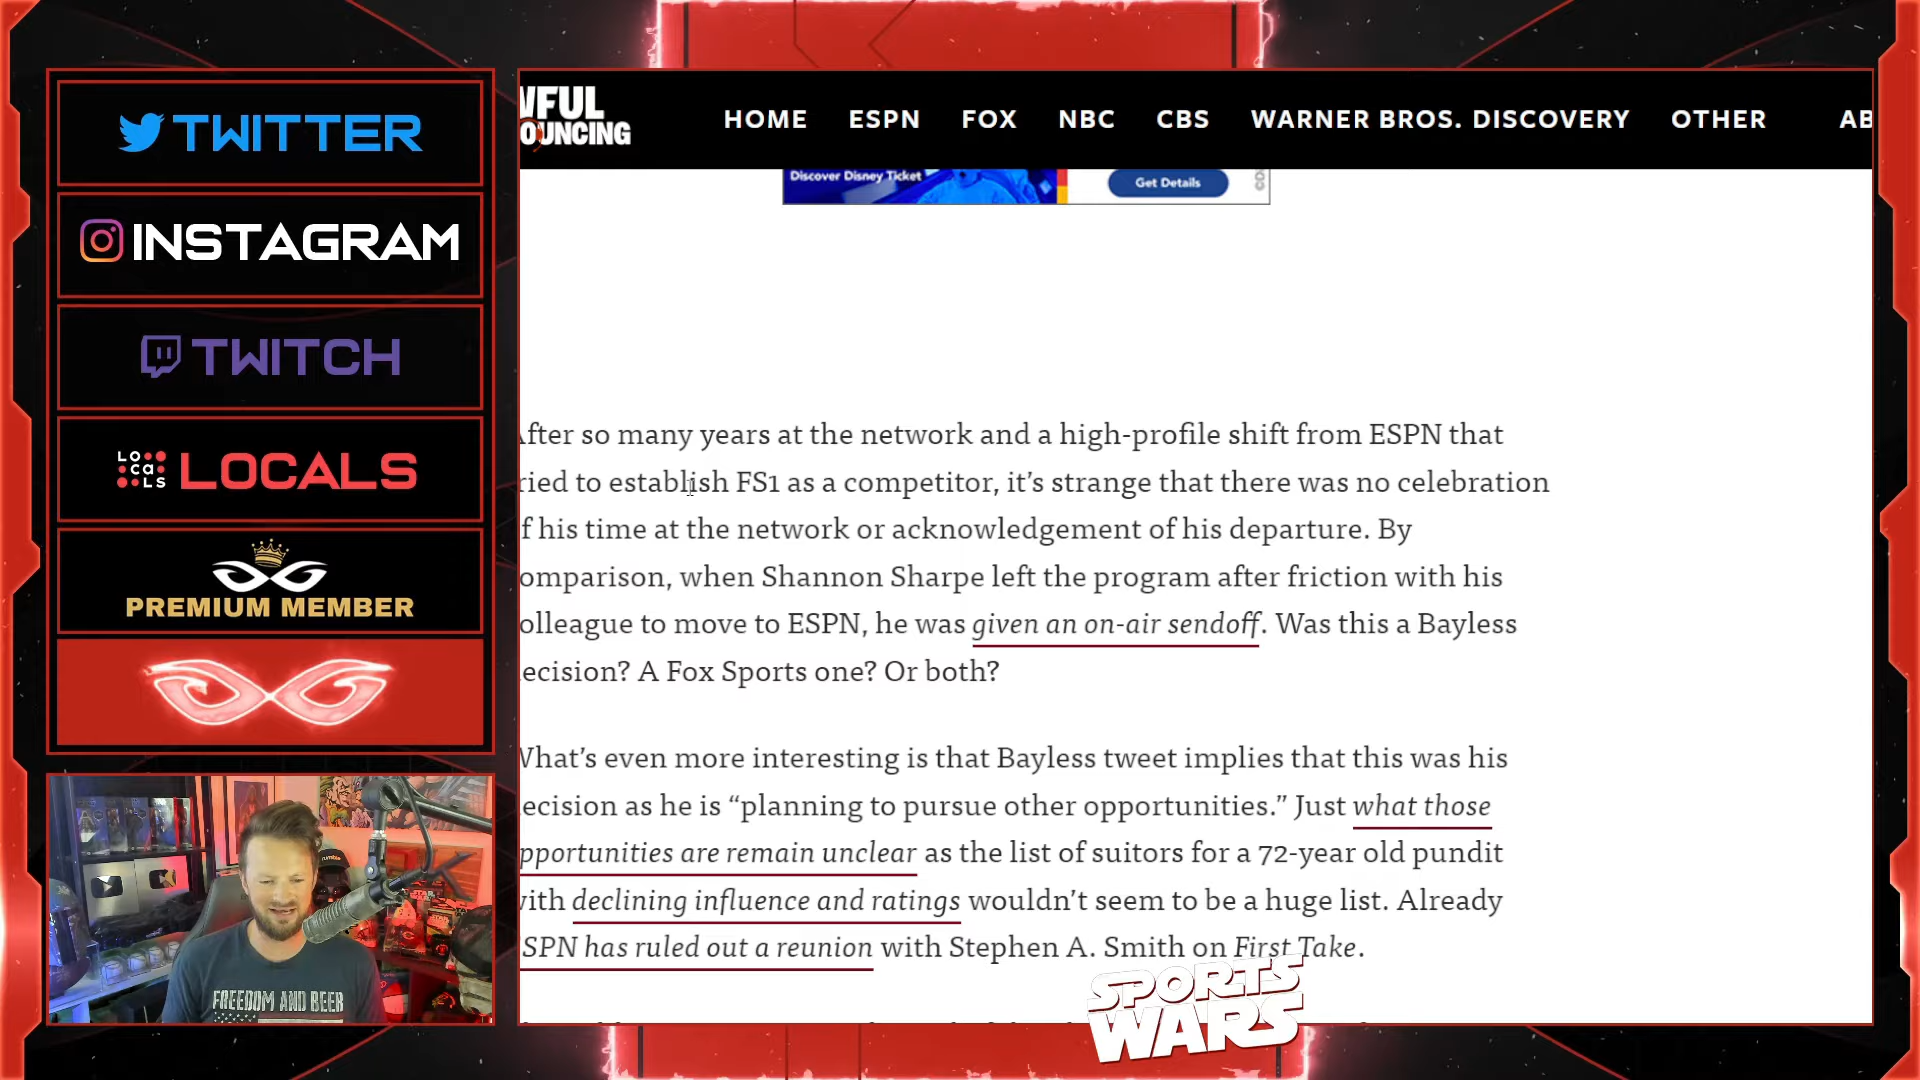 TWITTER
INSTAGRAM
TWITCH
LOCALS
LOCALS
PREMIUM MEMBER
FREEDOM AND BEER
WFUL
OUNCING
HOME ESPN FOX NBC CBS WARNER BROS. DISCOVERY OTHER AB
Discover Disney Ticket
Get Details
After so many years at the network and a high-profile shift from ESPN that
ried to establish FS1 as a competitor, it's strange that there was no celebration
f his time at the network or acknowledgement of his departure. By
omparison, when Shannon Sharpe left the program after friction with his
olleague to move to ESPN, he was given an on-air sendoff. Was this a Bayless
ecision? A Fox Sports one? Or both?
What's even more interesting is that Bayless tweet implies that this was his
ecision as he is “planning to pursue other opportunities.” Just what those
pportunities are remain unclear as the list of suitors for a 72-year old pundit
with declining influence and ratings wouldn't seem to be a huge list. Already
SPN has ruled out a reunion with Stephen A. Smith on First Take.
SPORTS
WARS